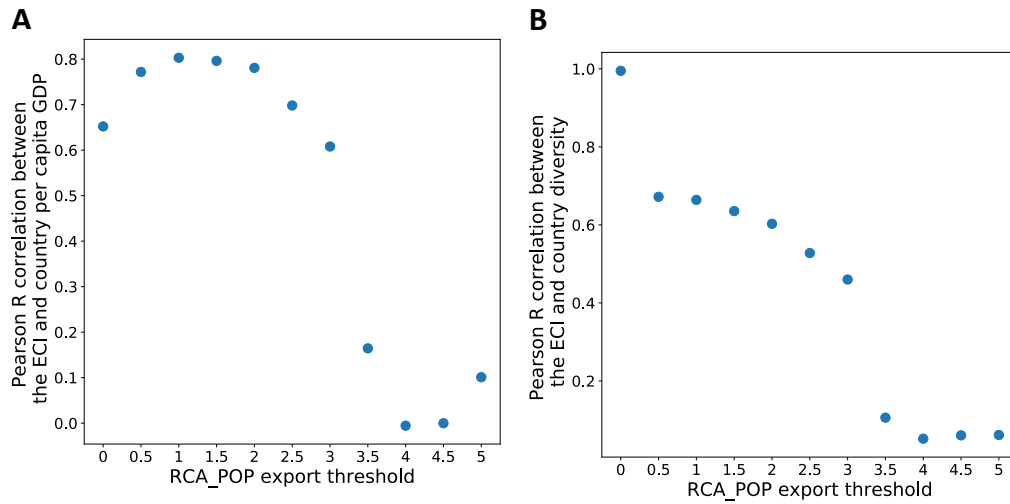 A
Pearson R correlation between
the ECI and country per capita GDP
0.8
0.7
0.6
0.5
0.4
0.3
0.2
0.1
0.0
0 0.5 1 1.5 2 2.5 3 3.5 4 4.5 5
RCA_POP export threshold
B
Pearson R correlation between
the ECI and country diversity
1.0
0.8
0.6
0.4
0.2
0 0.5 1 1.5 2 2.5 3 3.5 4 4.5 5
RCA_POP export threshold